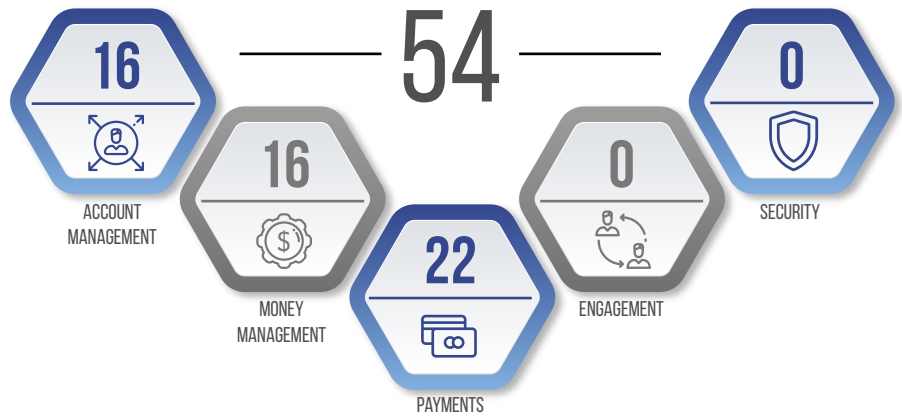 54
16
ACCOUNT
MANAGEMENT
16
$
MONEY
MANAGEMENT
22
PAYMENTS
0
ENGAGEMENT
0
SECURITY